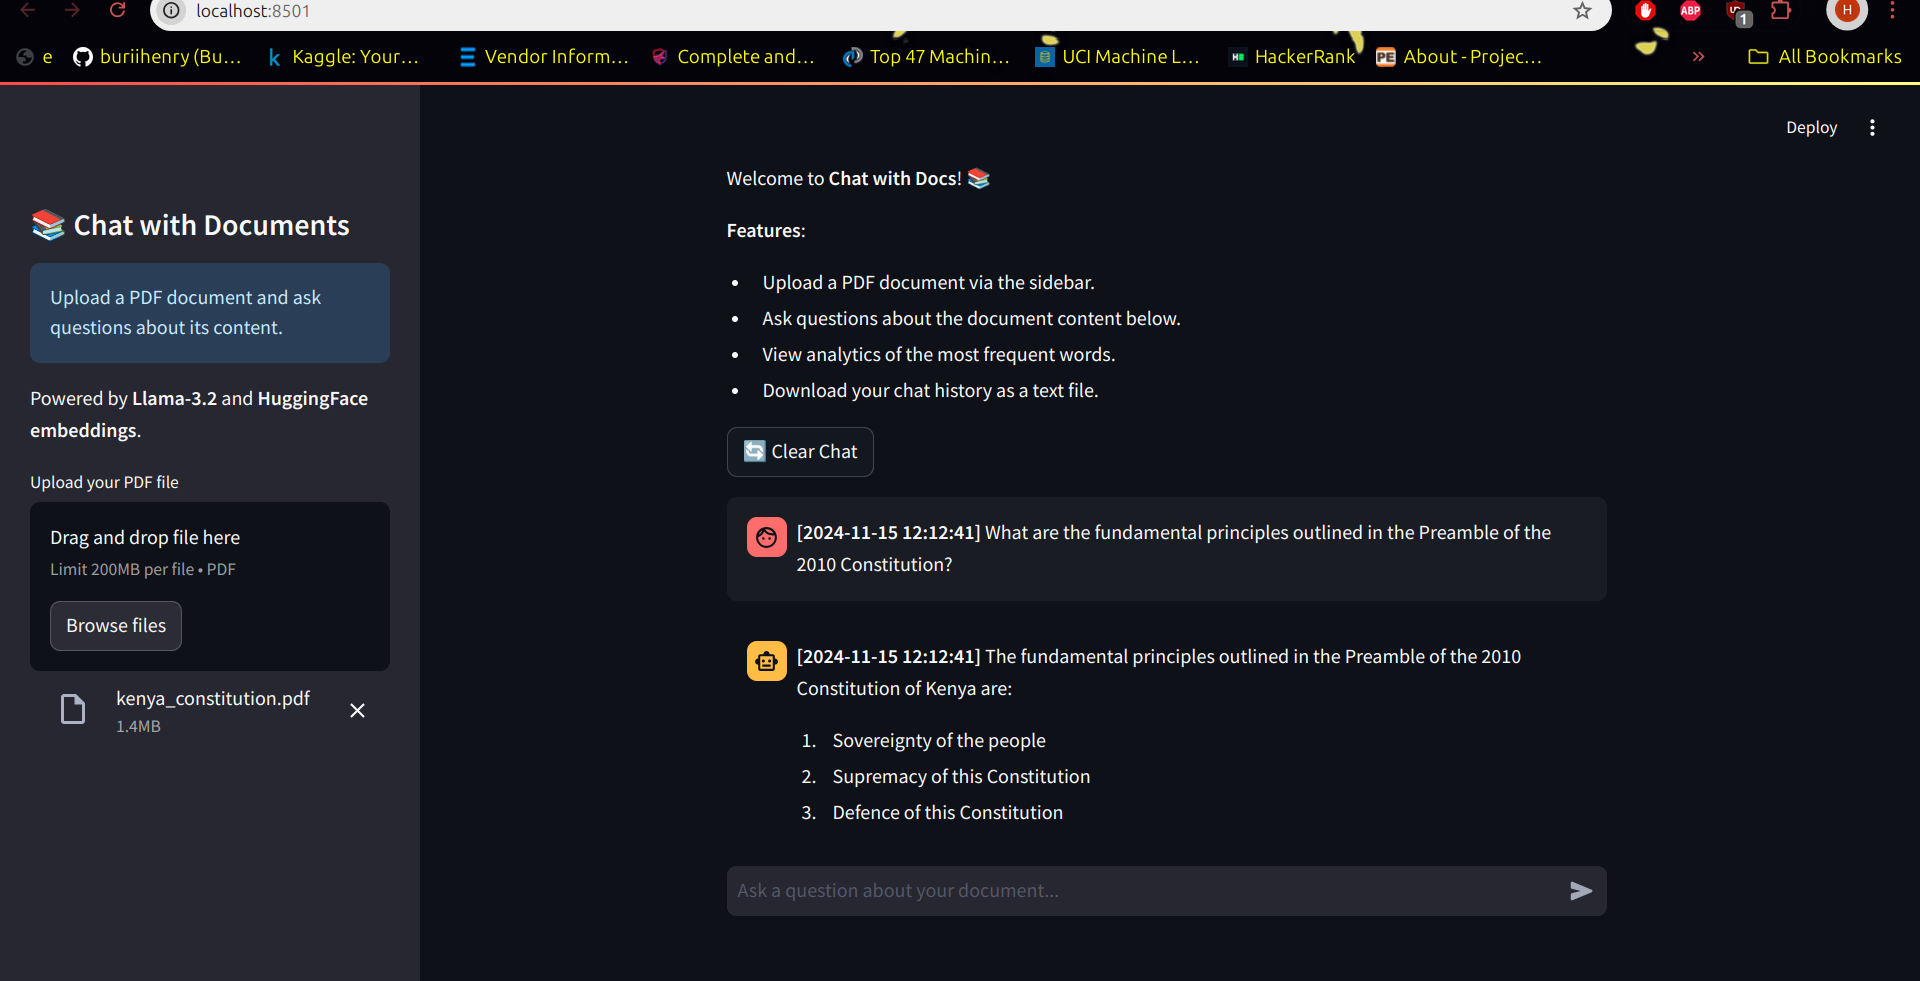 localhost:8501
H
ABP
1
e
buriihenry (Bu...
Kaggle: Your...
Vendor Inform...
Complete and...
Top 47 Machin...
UCI Machine L...
HackerRank
PE
About - Projec...
»
All Bookmarks
Deploy
📚 Chat with Documents
Upload a PDF document and ask
questions about its content.
Powered by Llama-3.2 and HuggingFace
embeddings.
Upload your PDF file
Drag and drop file here
Limit 200MB per file • PDF
Browse files
kenya_constitution.pdf
1.4MB
Welcome to Chat with Docs! 📚
Features:
• Upload a PDF document via the sidebar.
• Ask questions about the document content below.
• View analytics of the most frequent words.
• Download your chat history as a text file.
🔄 Clear Chat
[2024-11-15 12:12:41] What are the fundamental principles outlined in the Preamble of the
2010 Constitution?
[2024-11-15 12:12:41] The fundamental principles outlined in the Preamble of the 2010
Constitution of Kenya are:
1. Sovereignty of the people
2. Supremacy of this Constitution
3. Defence of this Constitution
Ask a question about your document...